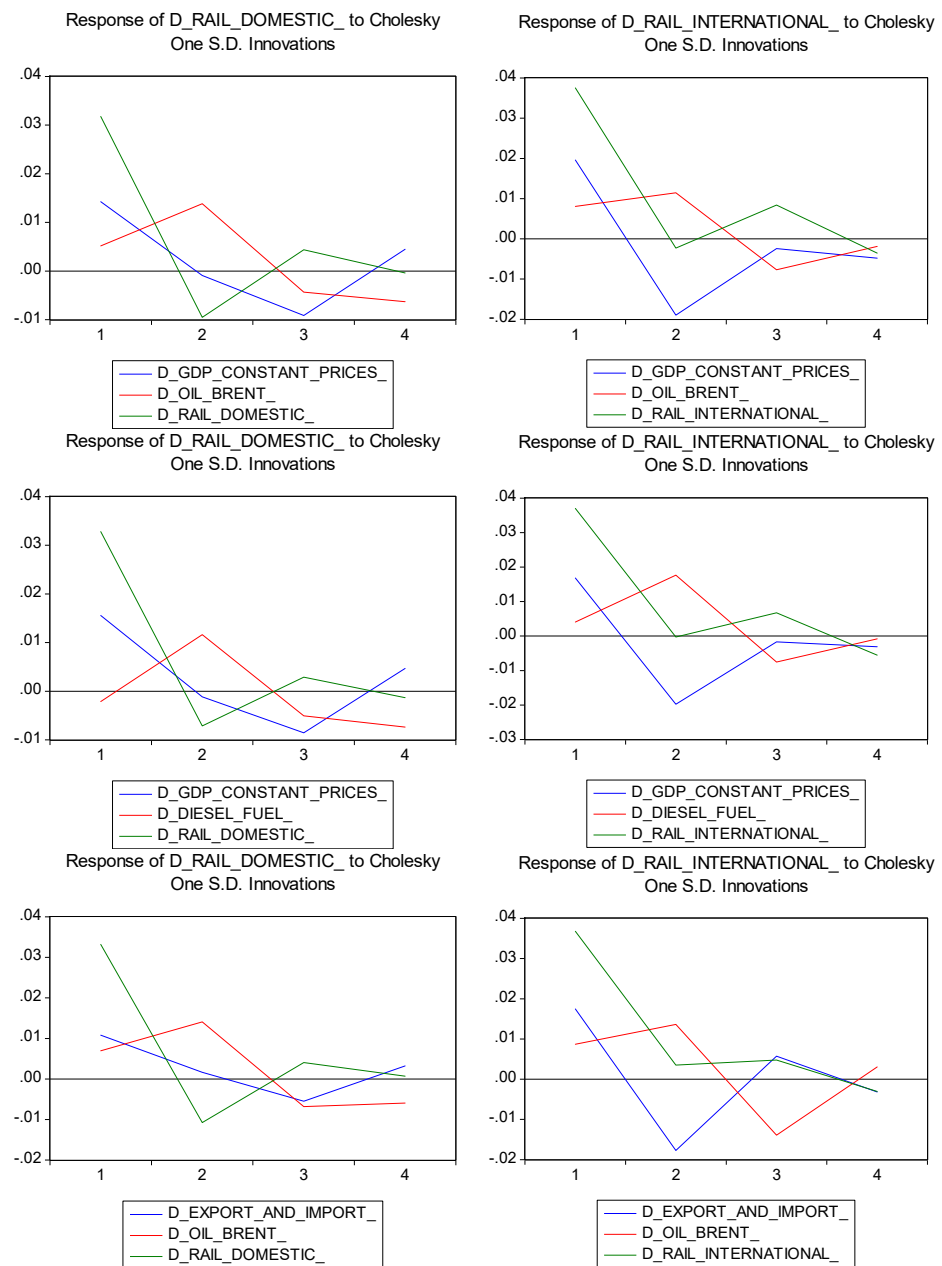 Response of D_RAIL_DOMESTIC_ to Cholesky
One S.D. Innovations
.04
.03
.02
.01
.00
-.01
1 2 3 4
D_GDP_CONSTANT_PRICES_
D_OIL_BRENT_
D_RAIL_DOMESTIC_
Response of D_RAIL_INTERNATIONAL_ to Cholesky
One S.D. Innovations
.04
.03
.02
.01
.00
-.01
-.02
1 2 3 4
D_GDP_CONSTANT_PRICES_
D_OIL_BRENT_
D_RAIL_INTERNATIONAL_
Response of D_RAIL_DOMESTIC_ to Cholesky
One S.D. Innovations
.04
.03
.02
.01
.00
-.01
1 2 3 4
D_GDP_CONSTANT_PRICES_
D_DIESEL_FUEL_
D_RAIL_DOMESTIC_
Response of D_RAIL_INTERNATIONAL_ to Cholesky
One S.D. Innovations
.04
.03
.02
.01
.00
-.01
-.02
-.03
1 2 3 4
D_GDP_CONSTANT_PRICES_
D_DIESEL_FUEL_
D_RAIL_INTERNATIONAL_
Response of D_RAIL_DOMESTIC_ to Cholesky
One S.D. Innovations
.04
.03
.02
.01
.00
-.01
-.02
1 2 3 4
D_EXPORT_AND_IMPORT_
D_OIL_BRENT_
D_RAIL_DOMESTIC_
Response of D_RAIL_INTERNATIONAL_ to Cholesky
One S.D. Innovations
.04
.03
.02
.01
.00
-.01
-.02
1 2 3 4
D_EXPORT_AND_IMPORT_
D_OIL_BRENT_
D_RAIL_INTERNATIONAL_